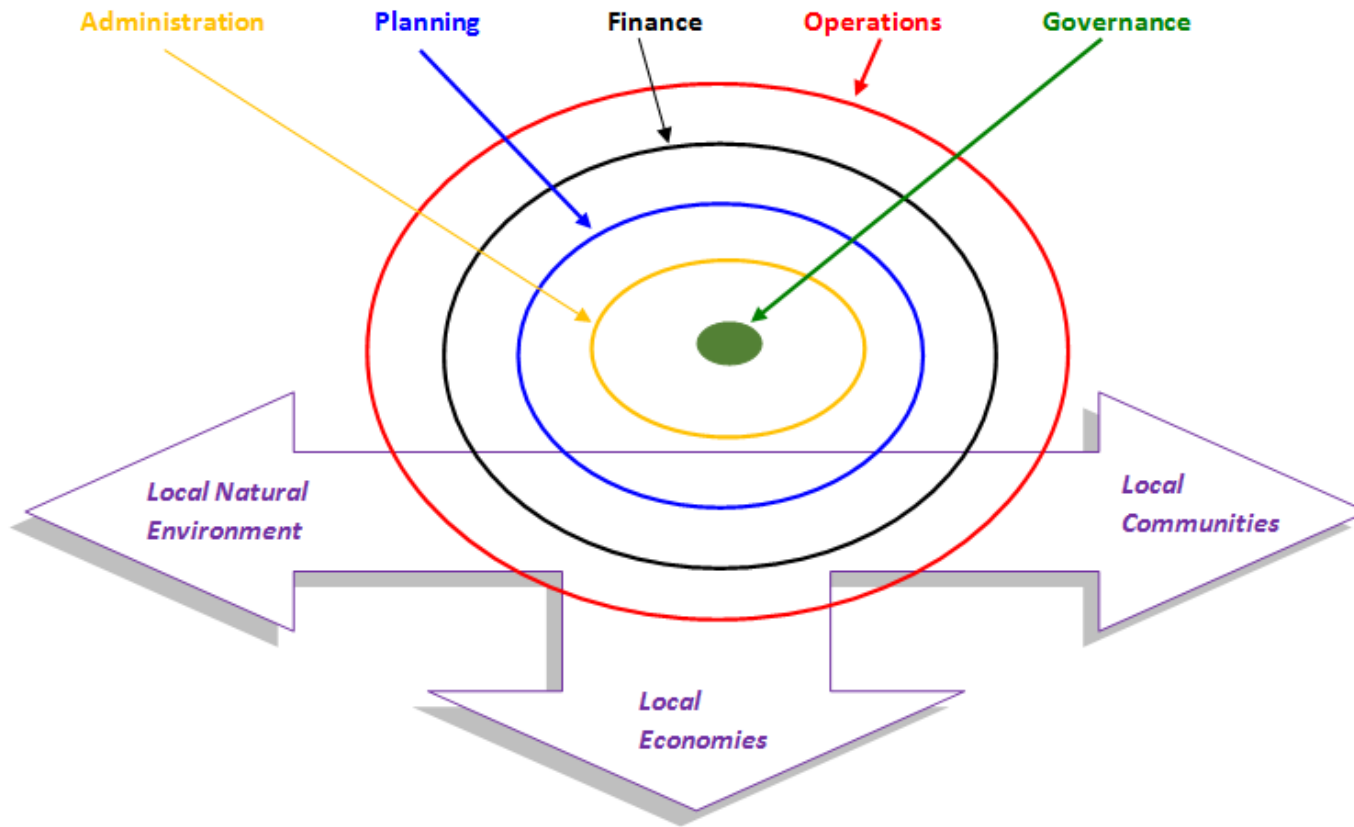 Administration
Planning
Finance
Operations
Governance
Local Natural
Environment
Local
Communities
Local
Economies